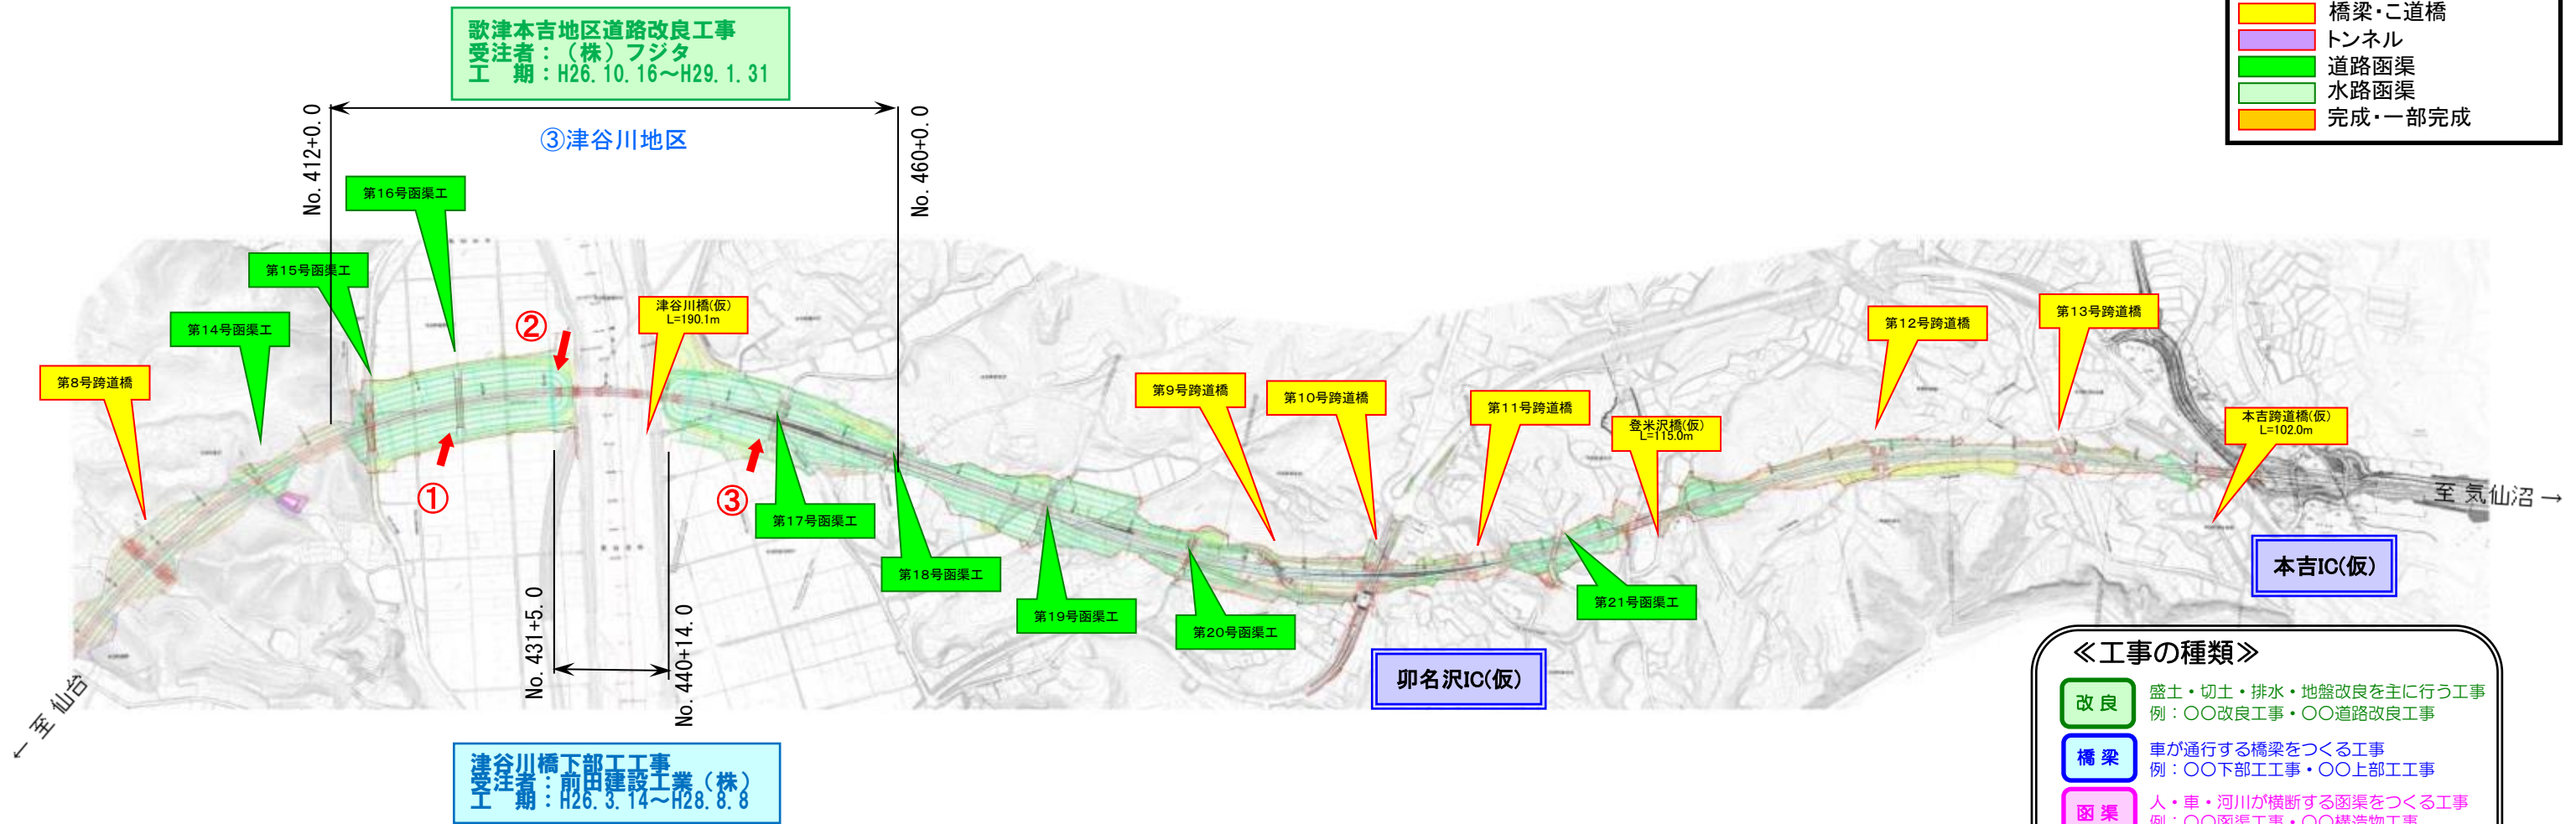 歌津本吉地区道路改良工事
受注者：（株）フジタ
工　期：H26.10.16～H29.1.31
橋梁・こ道橋
トンネル
道路函渠
水路函渠
完成・一部完成
No.412+0.0
③津谷川地区
No.460+0.0
第16号函渠工
第15号函渠工
第14号函渠工
第8号跨道橋
②
津谷川橋(仮)
L=190.1m
①
③
第17号函渠工
第18号函渠工
第19号函渠工
第20号函渠工
第9号跨道橋
第10号跨道橋
第11号跨道橋
登米沢橋(仮)
L=115.0m
第21号函渠工
第12号跨道橋
第13号跨道橋
本吉跨道橋(仮)
L=102.0m
至 気仙沼 →
本吉IC(仮)
卯名沢IC(仮)
← 至 仙台
No.431+5.0
No.440+14.0
津谷川橋下部工工事
受注者：前田建設工業（株）
工　期：H26.3.14～H28.8.8
≪工事の種類≫
改良
盛土・切土・排水・地盤改良を主に行う工事
例：〇〇改良工事・〇〇道路改良工事
橋梁
車が通行する橋梁をつくる工事
例：〇〇下部工工事・〇〇上部工工事
函渠
人・車・河川が横断する函渠をつくる工事
例：〇〇函渠工事・〇〇構造物工事